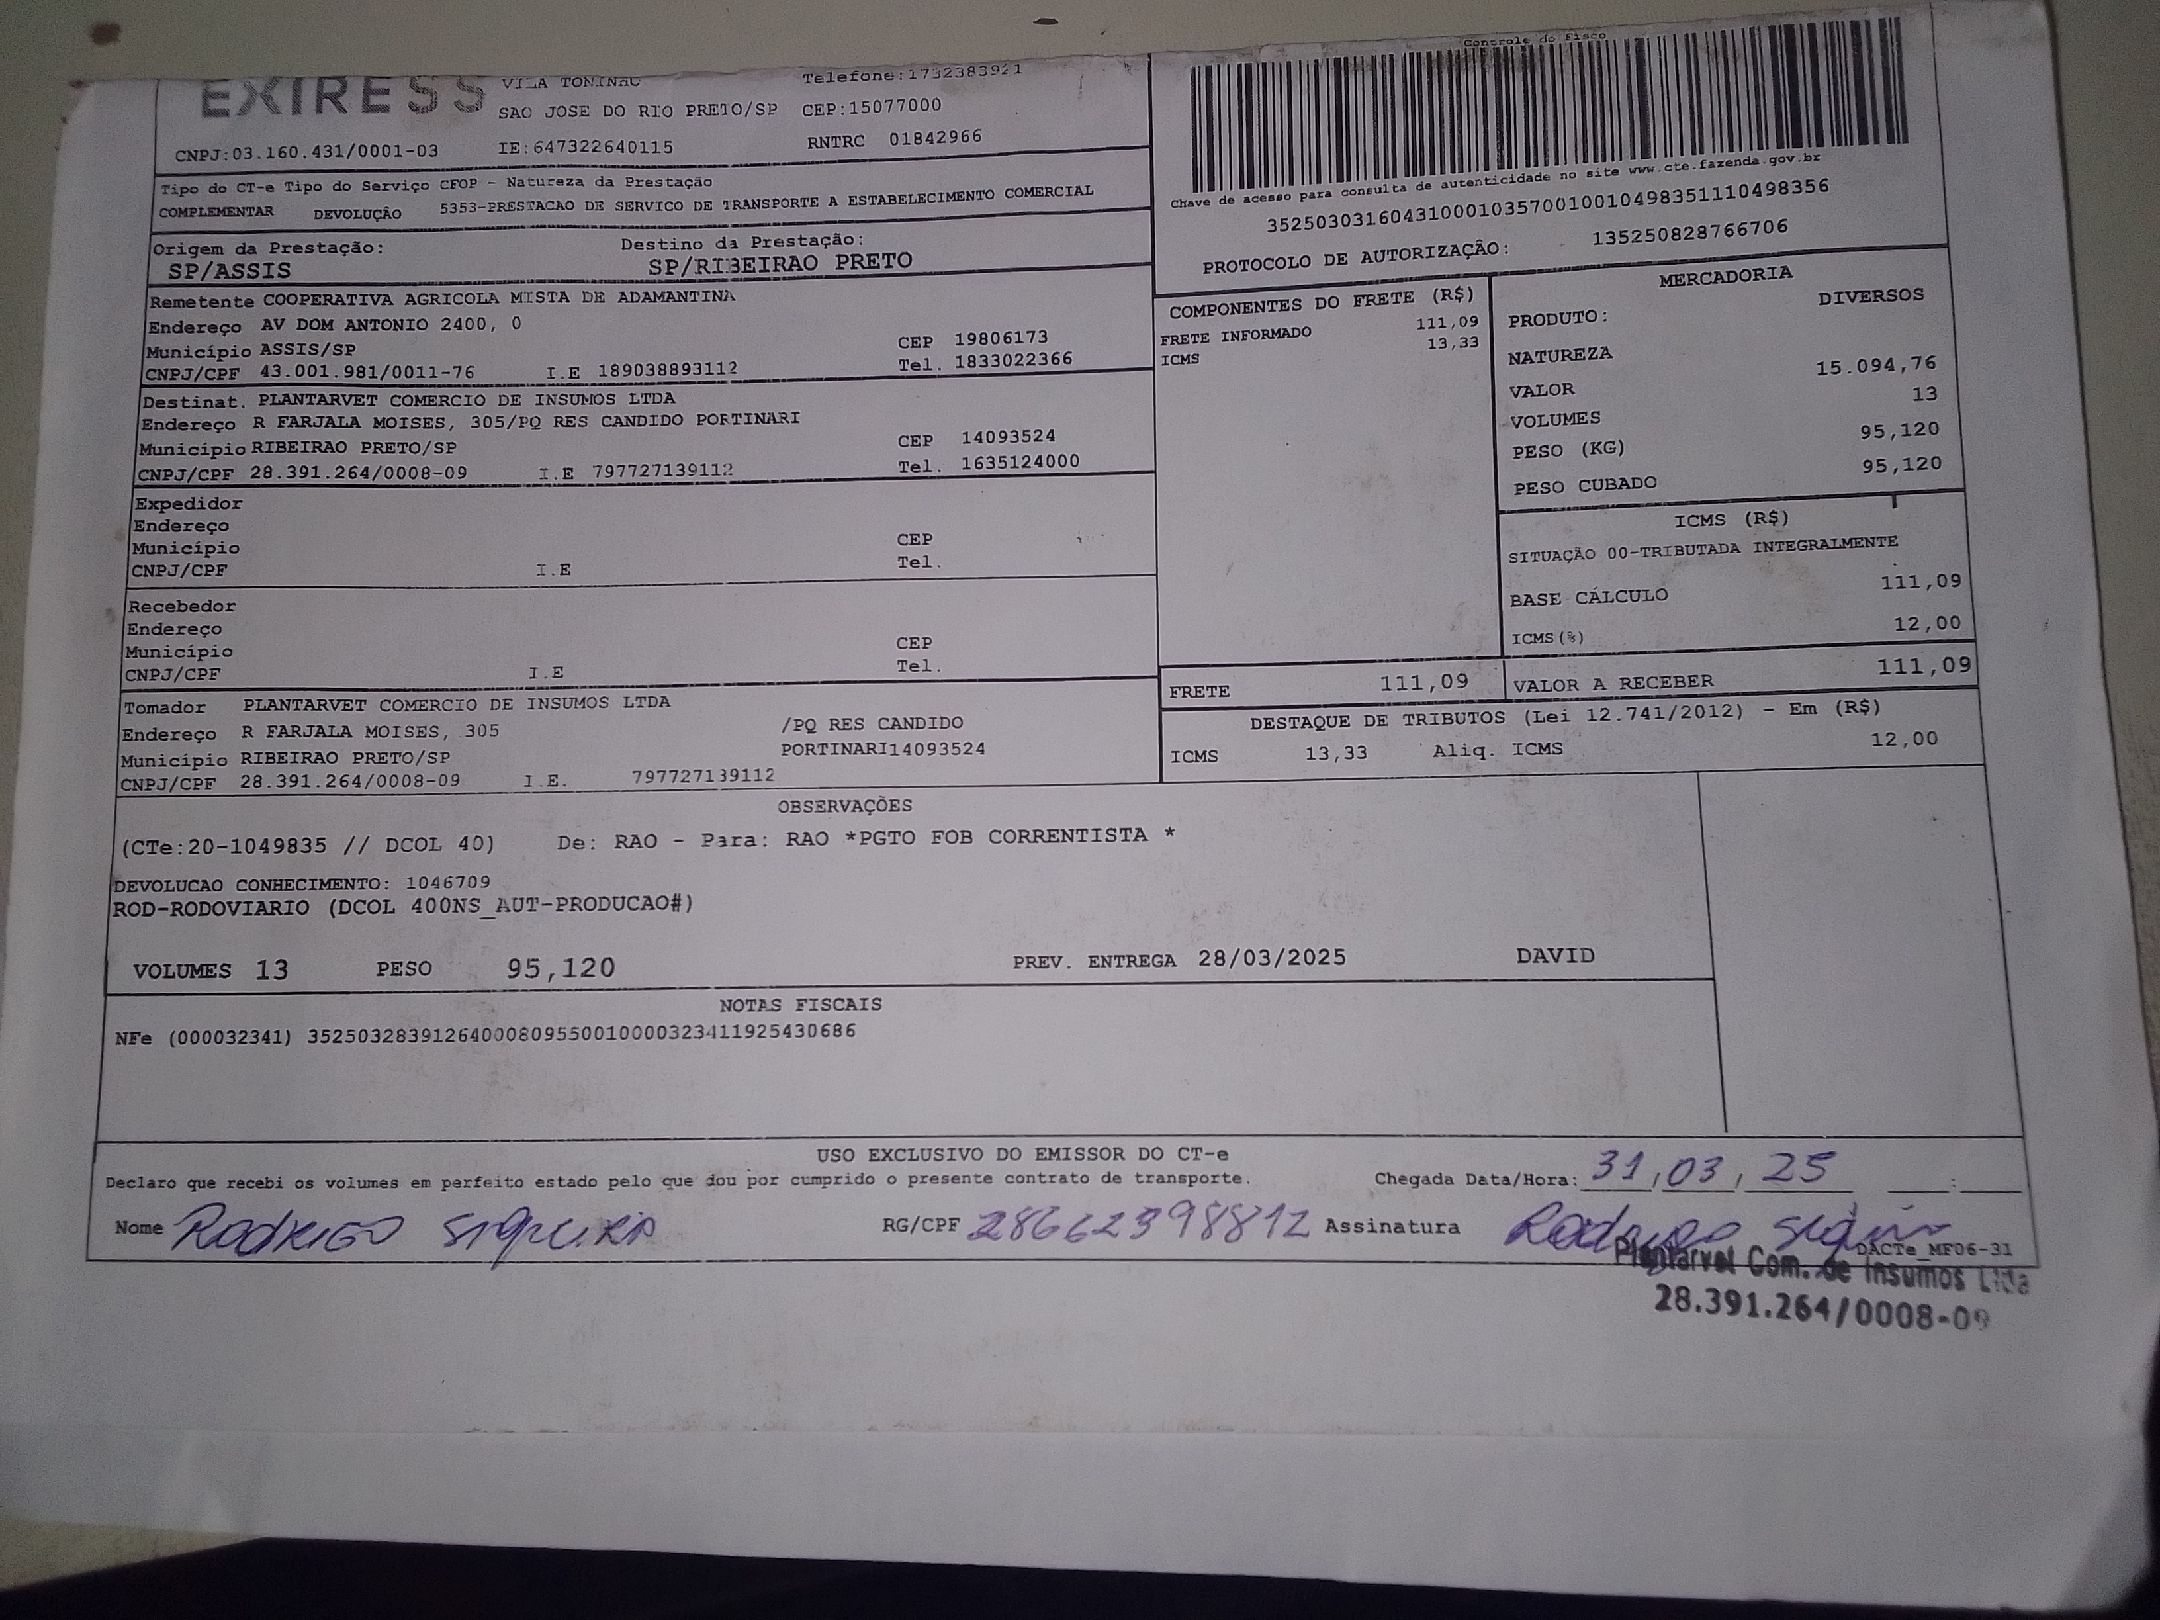 EXPRESS
VILA TONINHO
Telefone:1732383921
SAO JOSE DO RIO PRETO/SP CEP:15077000
CNPJ:03.160.431/0001-03 IE:647322640115 RNTRC 01842966
Controle do Fisco
Chave de acesso para consulta de autenticidade no site www.cte.fazenda.gov.br
35250303160431000103570010010498351110498356
PROTOCOLO DE AUTORIZAÇÃO: 135250828766706
Tipo do CT-e Tipo do Serviço CFOP - Natureza da Prestação
COMPLEMENTAR DEVOLUÇÃO 5353-PRESTACAO DE SERVICO DE TRANSPORTE A ESTABELECIMENTO COMERCIAL
Origem da Prestação: Destino da Prestação:
SP/ASSIS SP/RIBEIRAO PRETO
Remetente COOPERATIVA AGRICOLA MISTA DE ADAMANTINA
Endereço AV DOM ANTONIO 2400, 0
Município ASSIS/SP CEP 19806173
CNPJ/CPF 43.001.981/0011-76 I.E 189038893112 Tel. 1833022366
Destinat. PLANTARVET COMERCIO DE INSUMOS LTDA
Endereço R FARJALA MOISES, 305/PQ RES CANDIDO PORTINARI
Município RIBEIRAO PRETO/SP CEP 14093524
CNPJ/CPF 28.391.264/0008-09 I.E 797727139112 Tel. 1635124000
Expedidor
Endereço
Município CEP
CNPJ/CPF I.E Tel.
Recebedor
Endereço
Município CEP
CNPJ/CPF I.E Tel.
Tomador PLANTARVET COMERCIO DE INSUMOS LTDA
Endereço R FARJALA MOISES, 305 /PQ RES CANDIDO
Município RIBEIRAO PRETO/SP PORTINARI14093524
CNPJ/CPF 28.391.264/0008-09 I.E. 797727139112
COMPONENTES DO FRETE (R$)
FRETE INFORMADO 111,09
ICMS 13,33
MERCADORIA
PRODUTO: DIVERSOS
NATUREZA
VALOR 15.094,76
VOLUMES 13
PESO (KG) 95,120
PESO CUBADO 95,120
ICMS (R$)
SITUAÇÃO 00-TRIBUTADA INTEGRALMENTE
BASE CÁLCULO 111,09
ICMS(%) 12,00
FRETE 111,09 VALOR A RECEBER 111,09
DESTAQUE DE TRIBUTOS (Lei 12.741/2012) - Em (R$)
ICMS 13,33 Aliq. ICMS 12,00
OBSERVAÇÕES
(CTe:20-1049835 // DCOL 40) De: RAO - Para: RAO *PGTO FOB CORRENTISTA *
DEVOLUCAO CONHECIMENTO: 1046709
ROD-RODOVIARIO (DCOL 400NS_AUT-PRODUCAO#)
VOLUMES 13 PESO 95,120 PREV. ENTREGA 28/03/2025 DAVID
NOTAS FISCAIS
NFe (000032341) 35250328391264000809550010000323411925430686
USO EXCLUSIVO DO EMISSOR DO CT-e
Declaro que recebi os volumes em perfeito estado pelo que dou por cumprido o presente contrato de transporte. Chegada Data/Hora: 31,03,25 :
Nome RODRIGO SIQUEIRA RG/CPF 28662398812 Assinatura Rodrigo Siqueira
DACTe_MF06-31
Plantarvet Com. de Insumos Ltda
28.391.264/0008-09